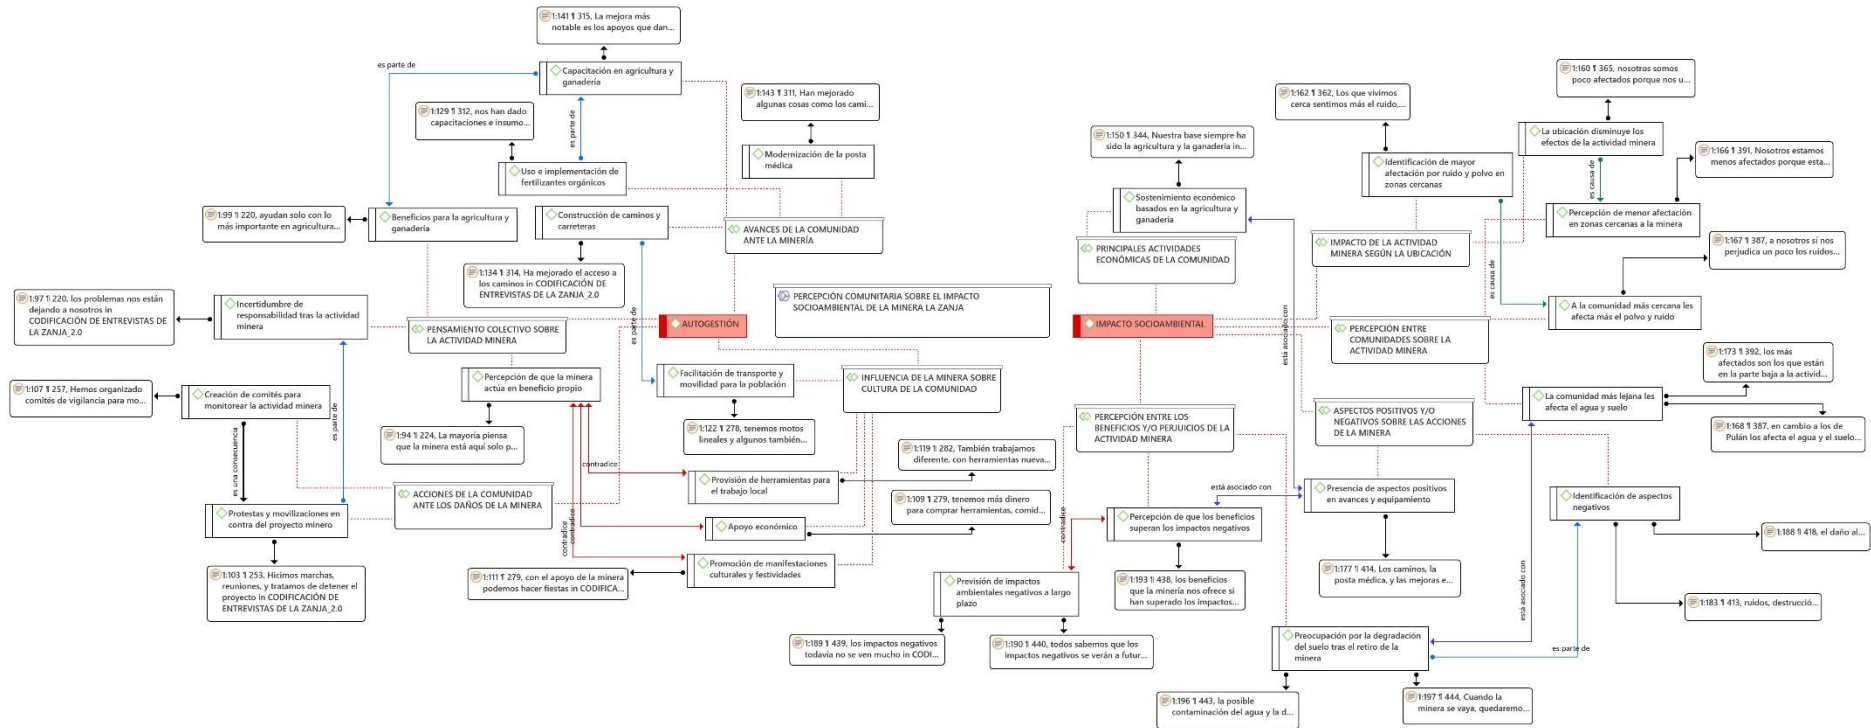 1:141 ¶ 315, La mejora más
notable es los apoyos que dan...
es parte de
Capacitación en agricultura y
ganadería
1:129 ¶ 312, nos han dado
capacitaciones e insumo...
es parte de
Uso e implementación de
fertilizantes orgánicos
1:143 ¶ 311, Han mejorado
algunas cosas como los cami...
Modernización de la posta
médica
1:99 ¶ 220, ayudan solo con lo
más importante en agricultura...
Beneficios para la agricultura y
ganadería
Construcción de caminos y
carreteras
AVANCES DE LA COMUNIDAD
ANTE LA MINERÍA
1:134 ¶ 314, Ha mejorado el acceso a
los caminos in CODIFICACIÓN DE
ENTREVISTAS DE LA ZANJA_2.0
1:97 ¶ 220, los problemas nos están
dejando a nosotros in
CODIFICACIÓN DE ENTREVISTAS DE
LA ZANJA_2.0
Incertidumbre de
responsabilidad tras la actividad
minera
PENSAMIENTO COLECTIVO SOBRE
LA ACTIVIDAD MINERA
es parte de
AUTOGESTIÓN
PERCEPCIÓN COMUNITARIA SOBRE EL IMPACTO
SOCIOAMBIENTAL DE LA MINERA LA ZANJA
1:107 ¶ 257, Hemos organizado
comités de vigilancia para mo...
Creación de comités para
monitorear la actividad minera
es parte de
Percepción de que la minera
actúa en beneficio propio
Facilitación de transporte y
movilidad para la población
INFLUENCIA DE LA MINERA SOBRE
CULTURA DE LA COMUNIDAD
1:94 ¶ 224, La mayoría piensa
que la minera está aquí solo p...
1:122 ¶ 278, tenemos motos
lineales y algunos también...
es una consecuencia
contradice
Provisión de herramientas para
el trabajo local
1:119 ¶ 282, También trabajamos
diferente, con herramientas nueva...
Protestas y movilizaciones en
contra del proyecto minero
ACCIONES DE LA COMUNIDAD
ANTE LOS DAÑOS DE LA MINERA
contradice
contradice
Apoyo económico
1:109 ¶ 279, tenemos más dinero
para comprar herramientas, comid...
1:103 ¶ 253, Hicimos marchas,
reuniones, y tratamos de detener el
proyecto in CODIFICACIÓN DE
ENTREVISTAS DE LA ZANJA_2.0
1:111 ¶ 279, con el apoyo de la minera
podemos hacer fiestas in CODIFICA...
Promoción de manifestaciones
culturales y festividades
1:150 ¶ 344, Nuestra base siempre ha
sido la agricultura y la ganadería in...
Sostenimiento económico
basados en la agricultura y
ganadería
PRINCIPALES ACTIVIDADES
ECONÓMICAS DE LA COMUNIDAD
1:162 ¶ 362, Los que vivimos
cerca sentimos más el ruido,...
Identificación de mayor
afectación por ruido y polvo en
zonas cercanas
1:160 ¶ 365, nosotros somos
poco afectados porque nos u...
La ubicación disminuye los
efectos de la actividad minera
es causa de
1:166 ¶ 391, Nosotros estamos
menos afectados porque esta...
Percepción de menor afectación
en zonas cercanas a la minera
IMPACTO DE LA ACTIVIDAD
MINERA SEGÚN LA UBICACIÓN
1:167 ¶ 387, a nosotros sí nos
perjudica un poco los ruidos...
es causa de
A la comunidad más cercana les
afecta más el polvo y ruido
IMPACTO SOCIOAMBIENTAL
está asociado con
PERCEPCIÓN ENTRE
COMUNIDADES SOBRE LA
ACTIVIDAD MINERA
1:173 ¶ 392, los más
afectados son los que están
en la parte baja a la activid...
La comunidad más lejana les
afecta el agua y suelo
1:168 ¶ 387, en cambio a los de
Pulán los afecta el agua y el suelo...
PERCEPCIÓN ENTRE LOS
BENEFICIOS Y/O PERJUICIOS DE LA
ACTIVIDAD MINERA
ASPECTOS POSITIVOS Y/O
NEGATIVOS SOBRE LAS ACCIONES
DE LA MINERA
está asociado con
Presencia de aspectos positivos
en avances y equipamiento
Identificación de aspectos
negativos
Percepción de que los beneficios
superan los impactos negativos
contradice
1:188 ¶ 418, el daño al...
1:177 ¶ 414, Los caminos, la
posta médica, y las mejoras e...
Previsión de impactos
ambientales negativos a largo
plazo
1:193 ¶ 438, los beneficios
que la minería nos ofrece si
han superado los impactos...
está asociado con
1:183 ¶ 413, ruidos, destrucció...
1:189 ¶ 439, los impactos negativos
todavía no se ven mucho in CODI...
1:190 ¶ 440, todos sabemos que los
impactos negativos se verán a futur...
Preocupación por la degradación
del suelo tras el retiro de la
minera
es parte de
1:196 ¶ 443, la posible
contaminación del agua y la d...
1:197 ¶ 444, Cuando la
minera se vaya, quedaremo...